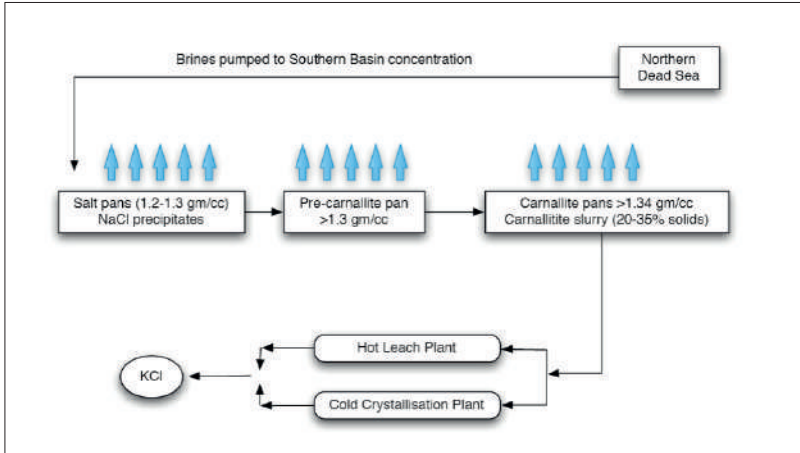 Brines pumped to Southern Basin concentration
Northern
Dead Sea
Salt pans (1.2-1.3 gm/cc)
NaCl precipitates
Pre-carnallite pan
>1.3 gm/cc
Carnallite pans >1.34 gm/cc
Carnallitite slurry (20-35% solids)
Hot Leach Plant
KCl
Cold Crystallisation Plant